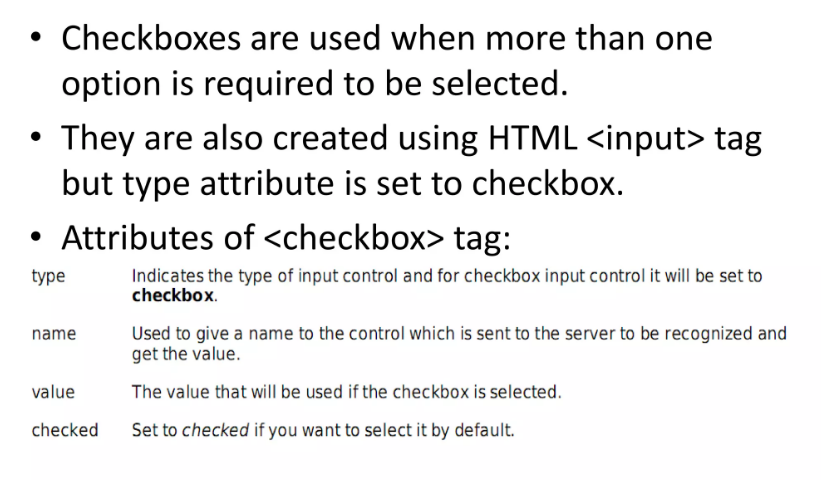 • Checkboxes are used when more than one
option is required to be selected.
• They are also created using HTML <input> tag
but type attribute is set to checkbox.
• Attributes of <checkbox> tag:
type Indicates the type of input control and for checkbox input control it will be set to
checkbox.
name Used to give a name to the control which is sent to the server to be recognized and
get the value.
value The value that will be used if the checkbox is selected.
checked Set to checked if you want to select it by default.